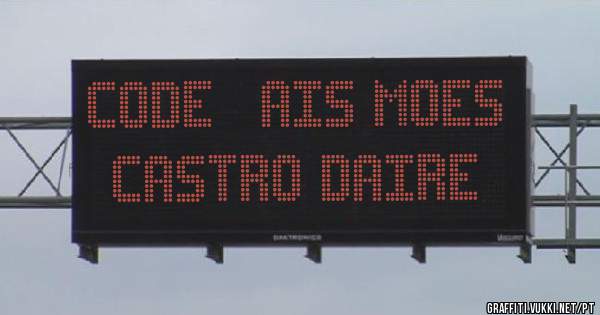 CODE AIS MOES
CASTRO DAIRE
DAKTRONICS
GRAFFITI.VUKKI.NET/PT